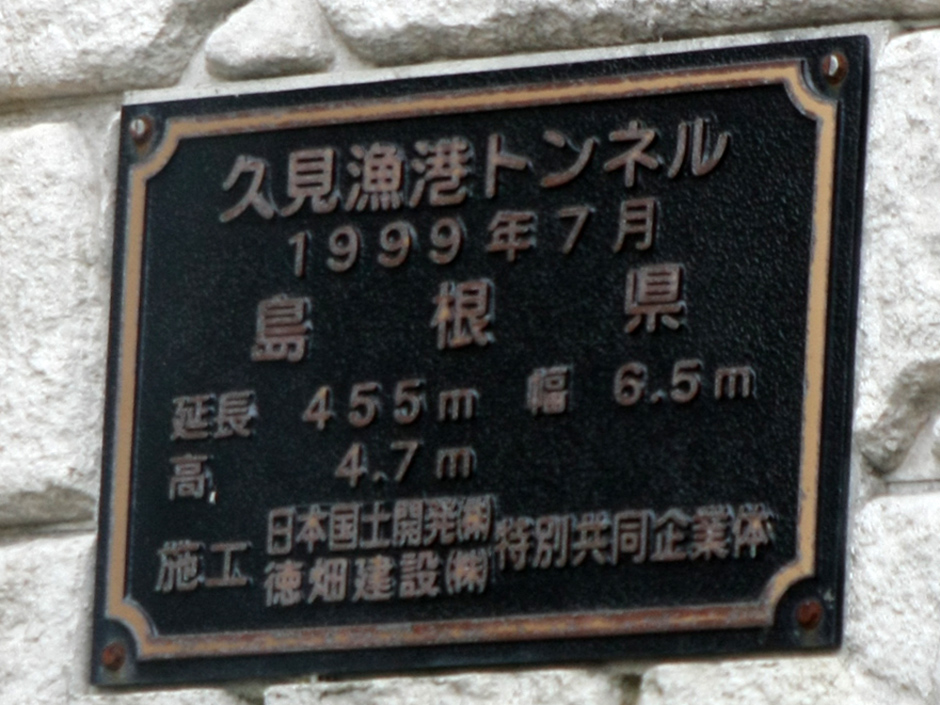 久見漁港トンネル
1999年7月
島根県
延長 455m 幅 6.5m
高 4.7m
施工 日本国土開発㈱ 特別共同企業体
徳畑建設㈱